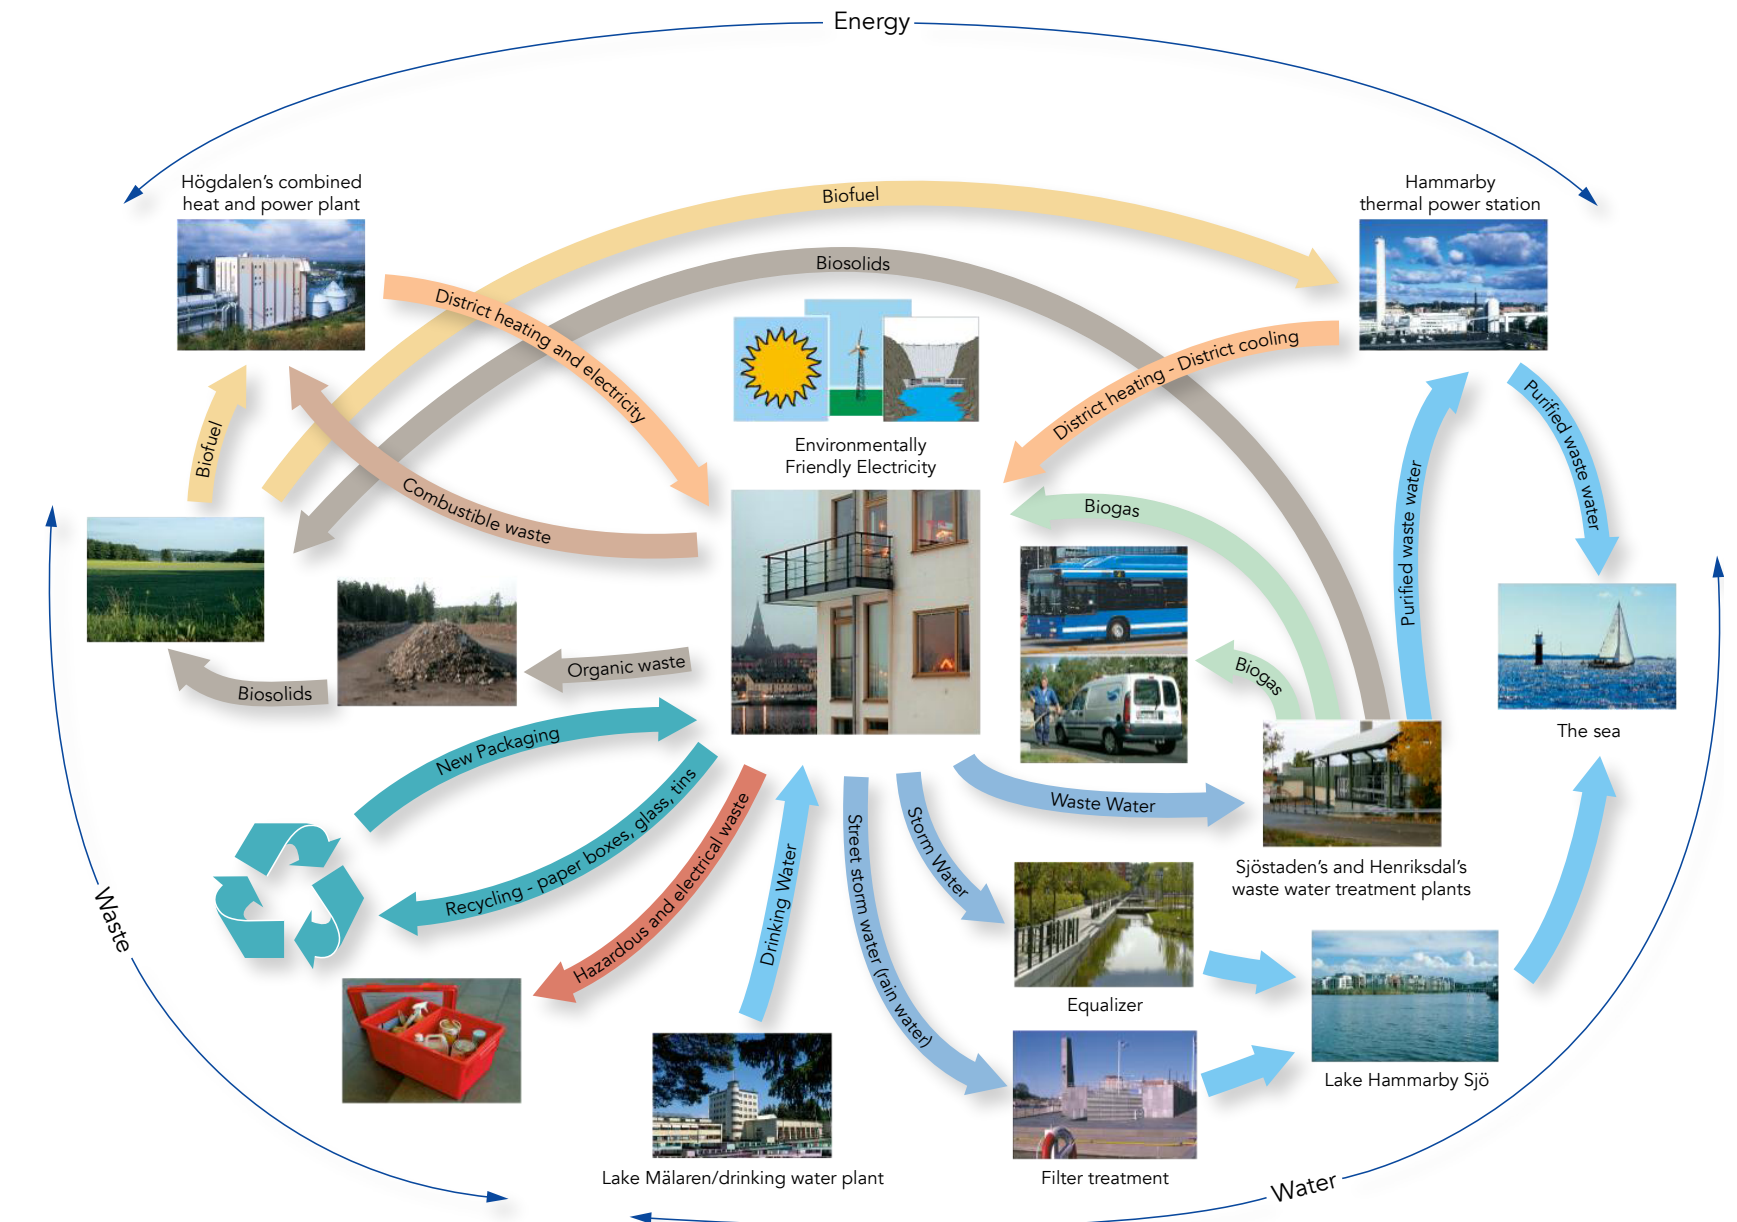 Energy
Högdalen's combined
heat and power plant
Hammarby
thermal power station
Biofuel
Biosolids
District heating and electricity
District heating - District cooling
Purified waste water
Environmentally
Friendly Electricity
Biofuel
Combustible waste
Biogas
Purified waste water
Organic waste
Biosolids
Biogas
The sea
New Packaging
Recycling - paper boxes, glass, tins
Hazardous and electrical waste
Drinking Water
Street storm water (rain water)
Storm Water
Waste Water
Sjöstaden's and Henriksdal's
waste water treatment plants
Waste
Equalizer
Lake Hammarby Sjö
Lake Mälaren/drinking water plant
Filter treatment
Water